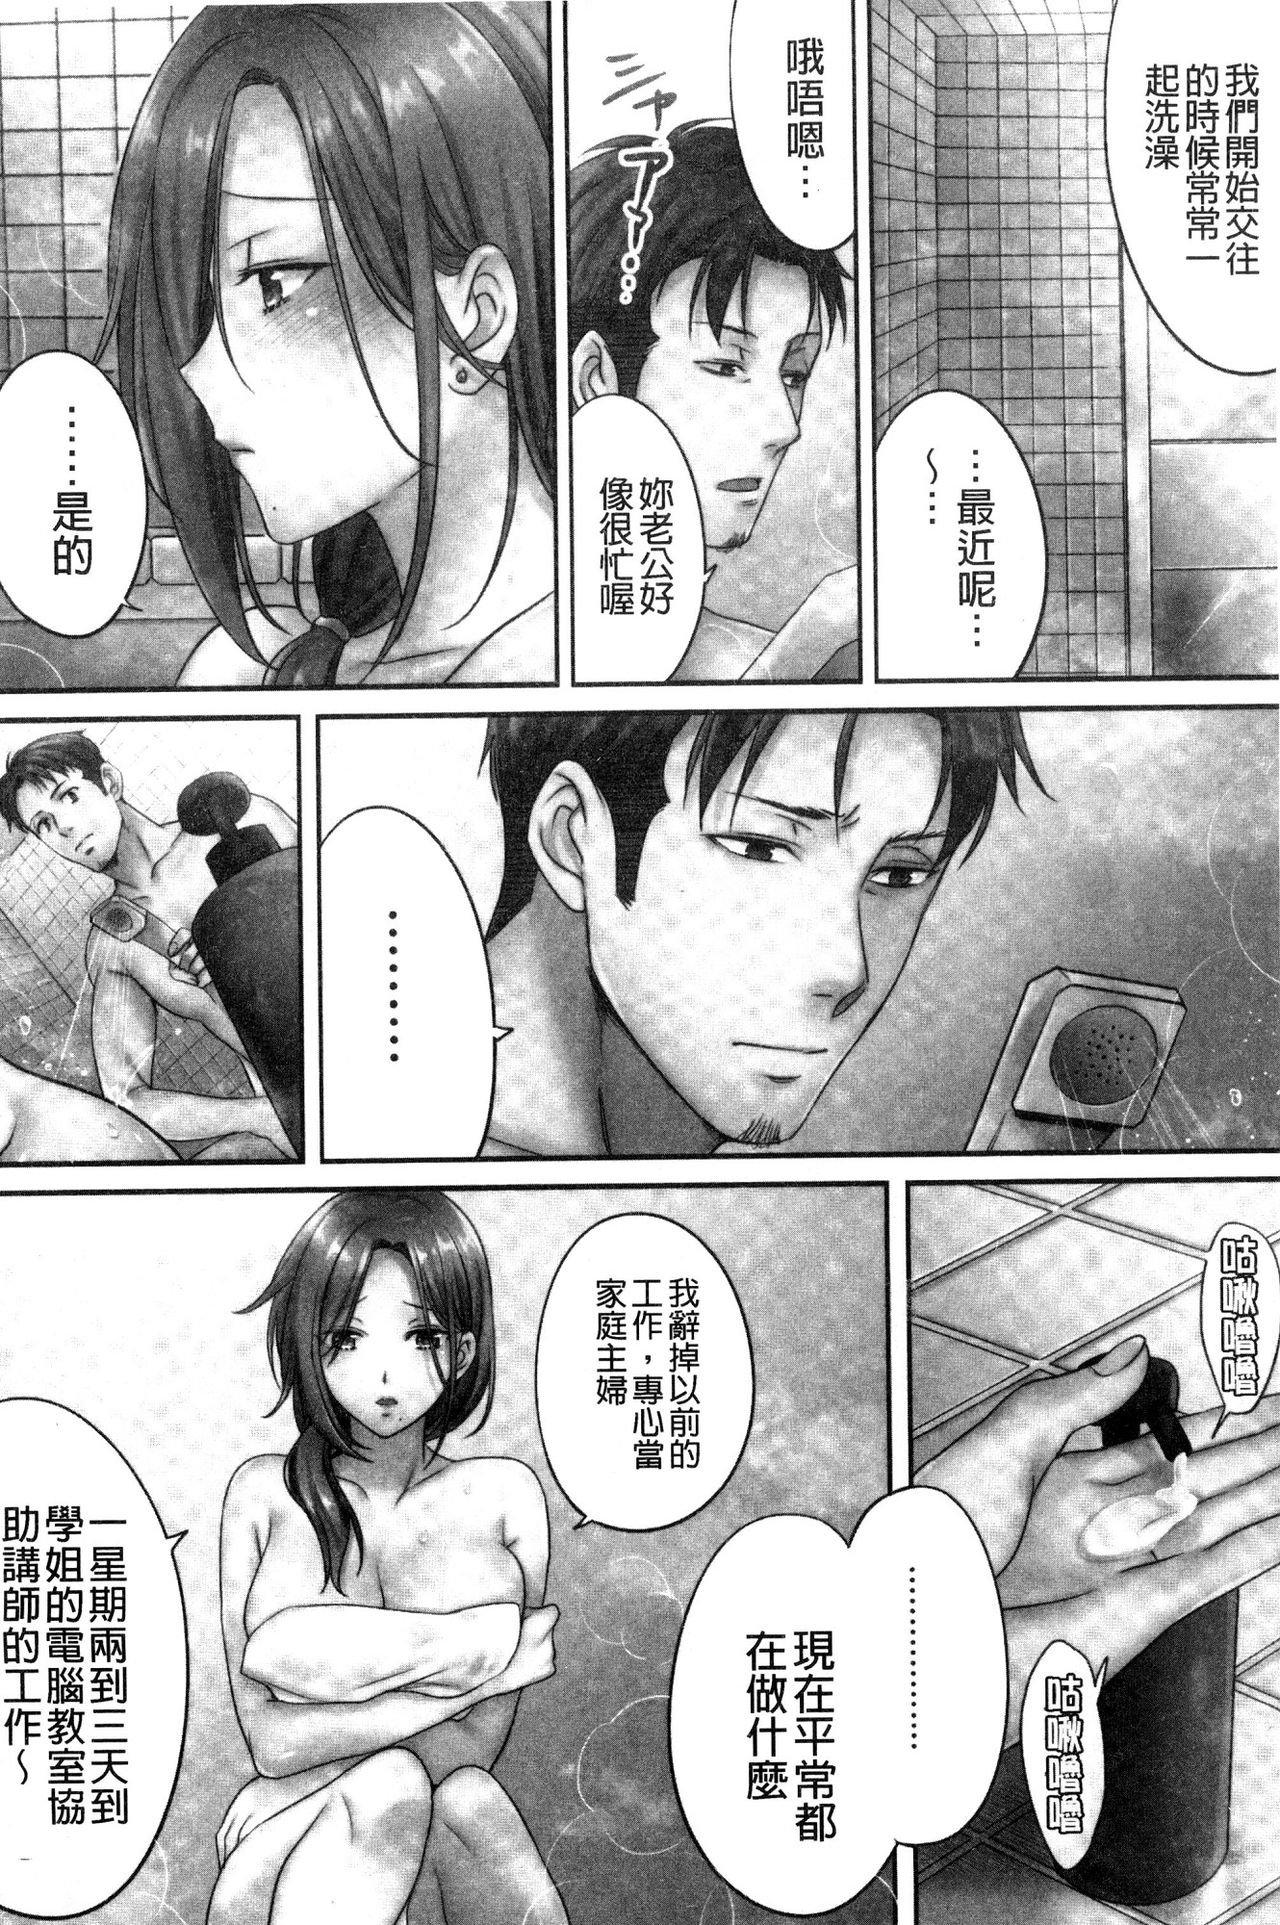 我們開始交往
的時候常常一
起洗澡
…最近呢…
～…
哦唔嗯…
シャアァー…
妳老公好
像很忙喔
……是的
………
咕啾嚕嚕
咕啾嚕嚕
…………
現在平常都
在做什麼
我辭掉以前的
工作，專心當
家庭主婦
一星期兩到三天到
學姐的電腦教室協
助講師的工作～